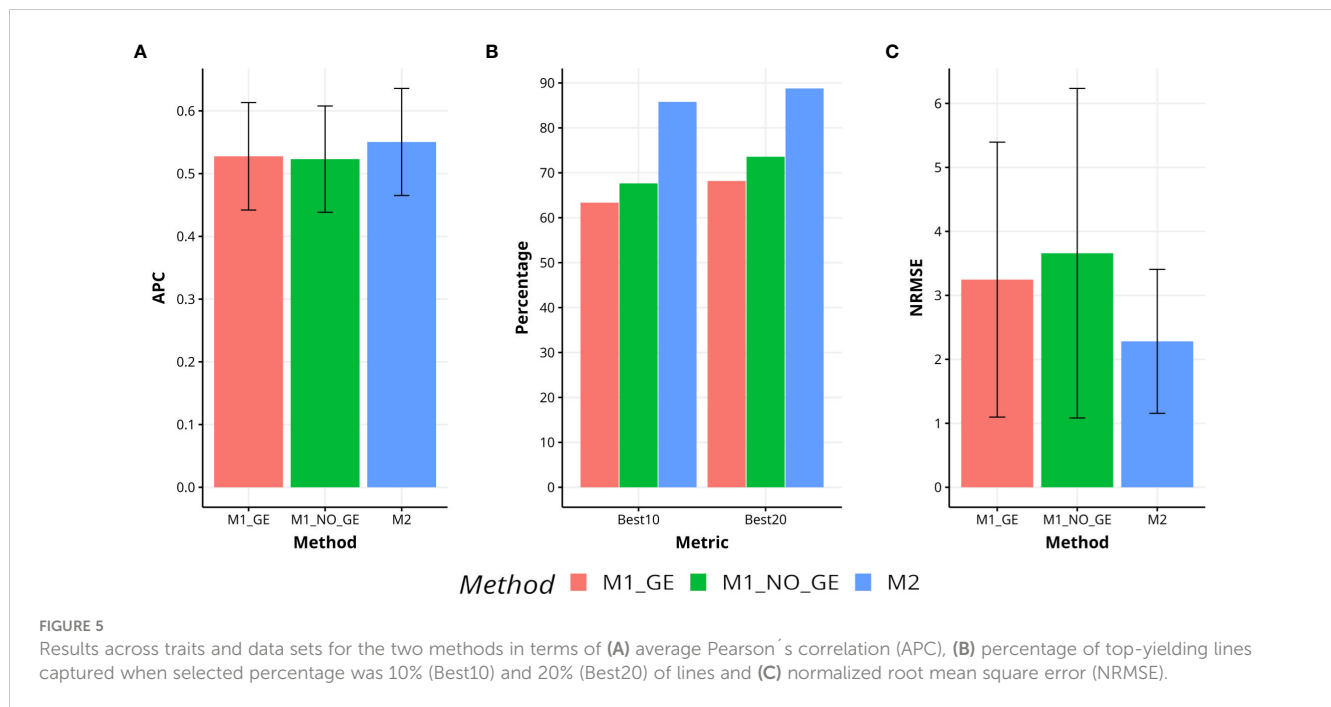 A
B
C
0.6
0.5
0.4
0.3
0.2
0.1
0.0
APC
M1_GE M1_NO_GE M2
Method
90
80
70
60
50
40
30
20
10
0
Percentage
Best10 Best20
Metric
6
5
4
3
2
1
0
NRMSE
M1_GE M1_NO_GE M2
Method
Method M1_GE M1_NO_GE M2
FIGURE 5
Results across traits and data sets for the two methods in terms of (A) average Pearson´s correlation (APC), (B) percentage of top-yielding lines
captured when selected percentage was 10% (Best10) and 20% (Best20) of lines and (C) normalized root mean square error (NRMSE).